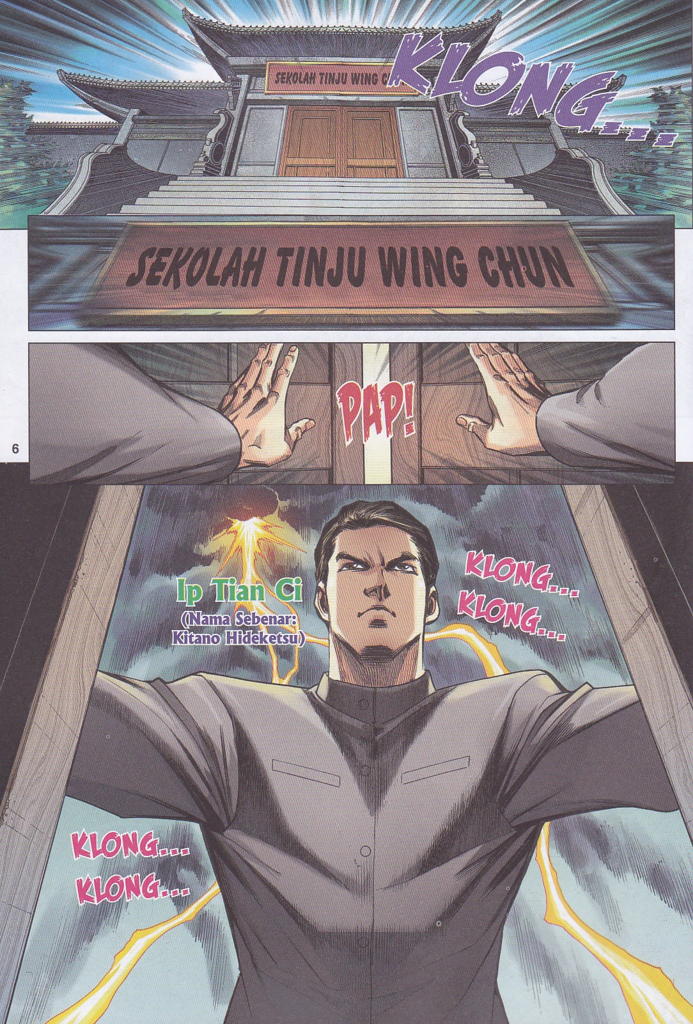 SEKOLAH TINJU WING C
KLONG...
SEKOLAH TINJU WING CHUN
PAP!
6
Ip Tian Ci
(Nama Sebenar:
Kitano Hideketsu)
KLONG...
KLONG...
KLONG...
KLONG...